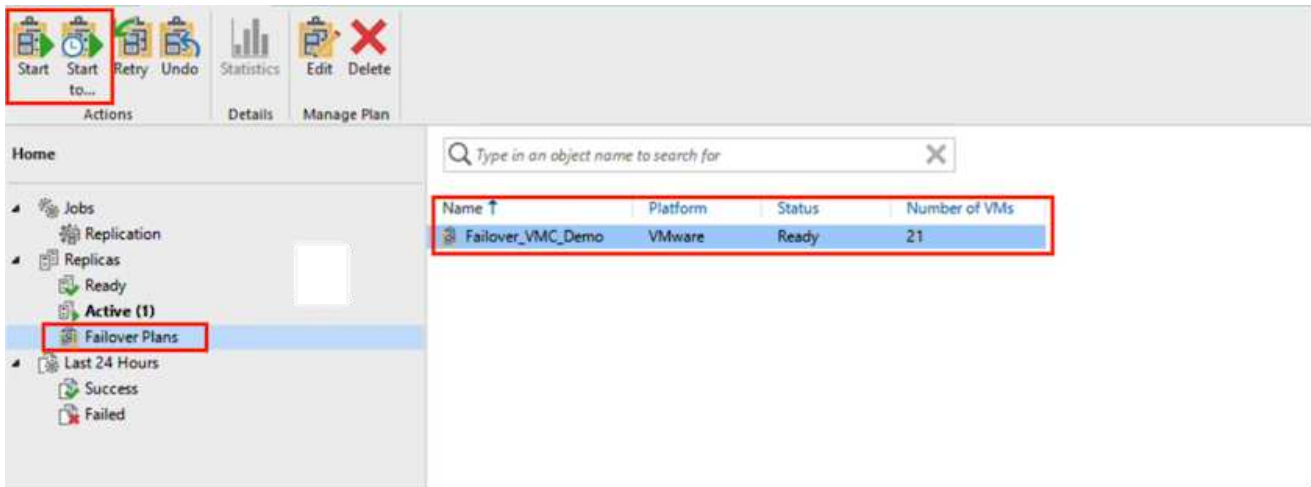 Start Start to... Retry Undo Statistics Edit Delete
Actions Details Manage Plan
Home
Type in an object name to search for
Jobs
Replication
Replicas
Ready
Active (1)
Failover Plans
Last 24 Hours
Success
Failed
Name Platform Status Number of VMs
Failover_VMC_Demo VMware Ready 21